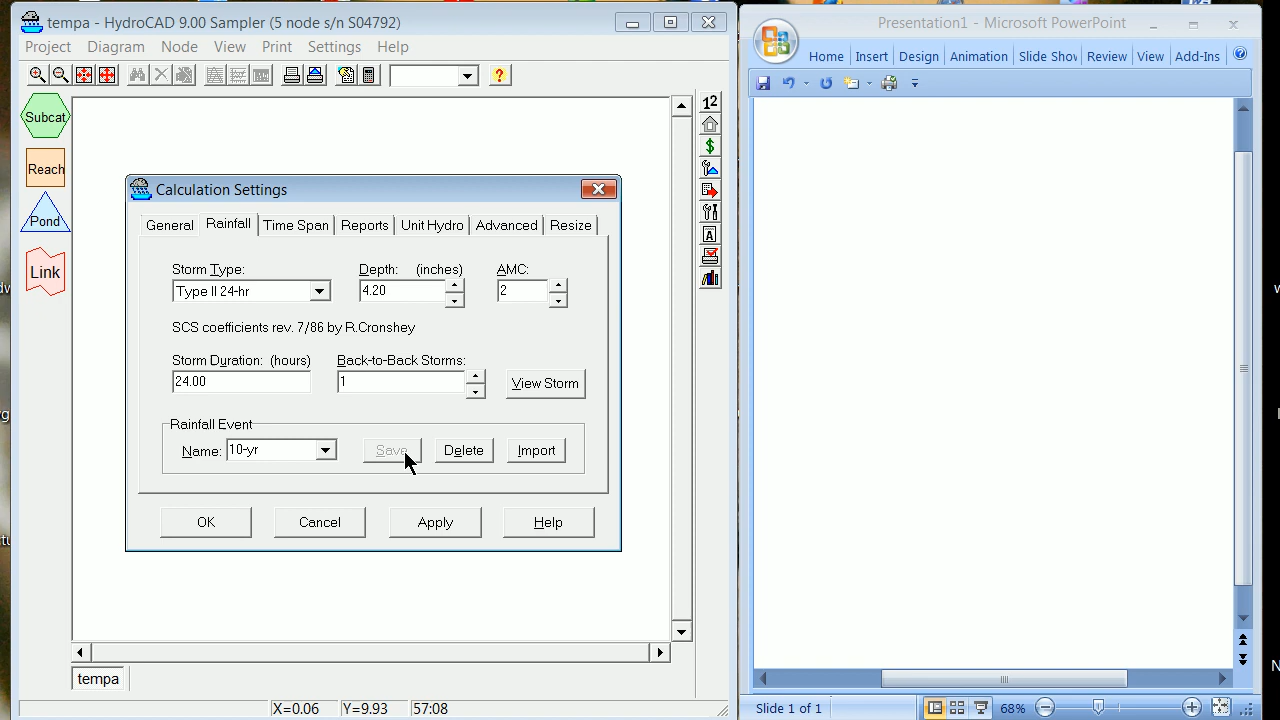 tempa - HydroCAD 9.00 Sampler (5 node s/n S04792)
Project Diagram Node View Print Settings Help
Subcat
Reach
Pond
Link
Calculation Settings
General Rainfall Time Span Reports Unit Hydro Advanced Resize
Storm Type: Depth: (inches) AMC:
Type II 24-hr 4.20 2
SCS coefficients rev. 7/86 by R.Cronshey
Storm Duration: (hours) Back-to-Back Storms:
24.00 1 View Storm
Rainfall Event
Name: 10-yr Save Delete Import
OK Cancel Apply Help
tempa
X=0.06 Y=9.93 57:08
12
$
A
Presentation1 - Microsoft PowerPoint
Home Insert Design Animation Slide Shov Review View Add-Ins
Slide 1 of 1 68%